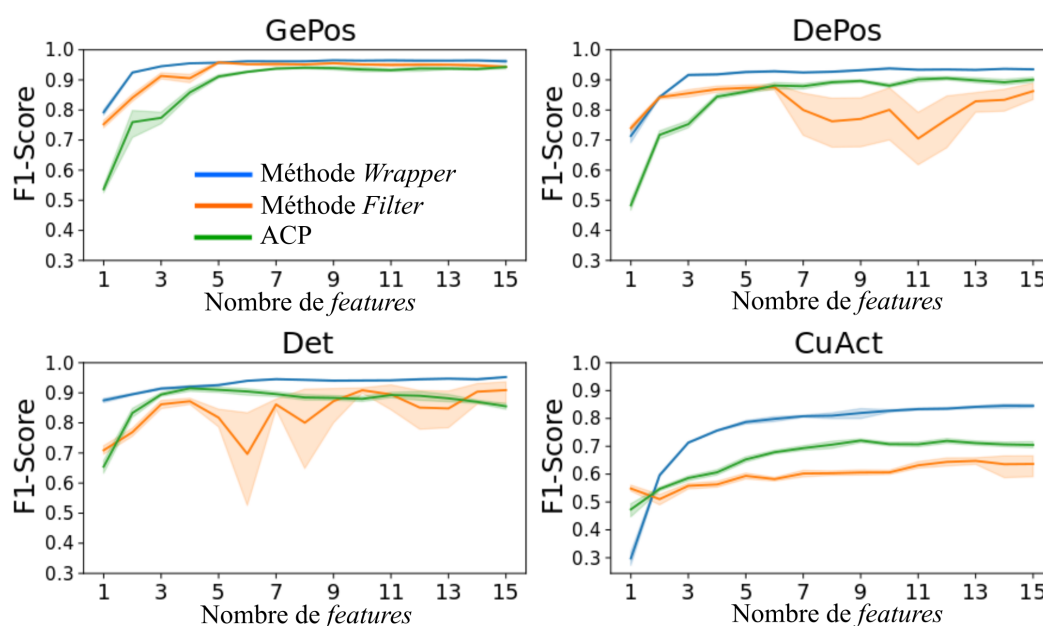 GePos
1.0
0.9
0.8
0.7
0.6
0.5
0.4
0.3
F1-Score
Méthode Wrapper
Méthode Filter
ACP
1 3 5 7 9 11 13 15
Nombre de features
DePos
1.0
0.9
0.8
0.7
0.6
0.5
0.4
0.3
F1-Score
1 3 5 7 9 11 13 15
Nombre de features
Det
1.0
0.9
0.8
0.7
0.6
0.5
0.4
0.3
F1-Score
1 3 5 7 9 11 13 15
Nombre de features
CuAct
1.0
0.9
0.8
0.7
0.6
0.5
0.4
0.3
F1-Score
1 3 5 7 9 11 13 15
Nombre de features